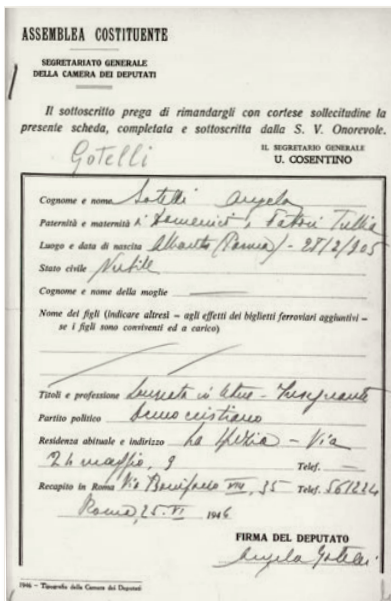 ASSEMBLEA COSTITUENTE
SEGRETARIATO GENERALE
DELLA CAMERA DEI DEPUTATI
Il sottoscritto prega di rimandargli con cortese sollecitudine la
presente scheda, completata e sottoscritta dalla S. V. Onorevole.
IL SEGRETARIO GENERALE
U. COSENTINO
Gotelli
Cognome e nome Gotelli Angela
Paternità e maternità di Domenico,
Luogo e data di nascita Albareto (Parma) - 28/2/905
Stato civile Nubile
Cognome e nome della moglie —
Nome dei figli (indicare altresì - agli effetti dei biglietti ferroviari aggiuntivi -
se i figli sono conviventi ed a carico).
Titoli e professione Laureata in lettere - Insegnante
Partito politico Democristiano
Residenza abituale e indirizzo La Spezia - Via
24 maggio, 9 Telef. —
Recapito in Roma Via Bonifacio VIII, 35 Telef. 561234
Roma, 25. VI 1946
FIRMA DEL DEPUTATO
Angela Gotelli
1946 - Tipografia della Camera dei Deputati